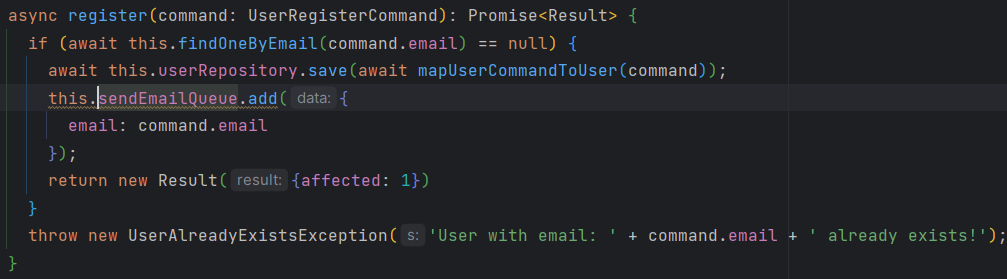 async register(command: UserRegisterCommand): Promise<Result> {
  if (await this.findOneByEmail(command.email) == null) {
    await this.userRepository.save(await mapUserCommandToUser(command));
    this.sendEmailQueue.add( data: {
      email: command.email
    });
    return new Result( result: {affected: 1})
  }
  throw new UserAlreadyExistsException( s: 'User with email: ' + command.email + ' already exists!');
}